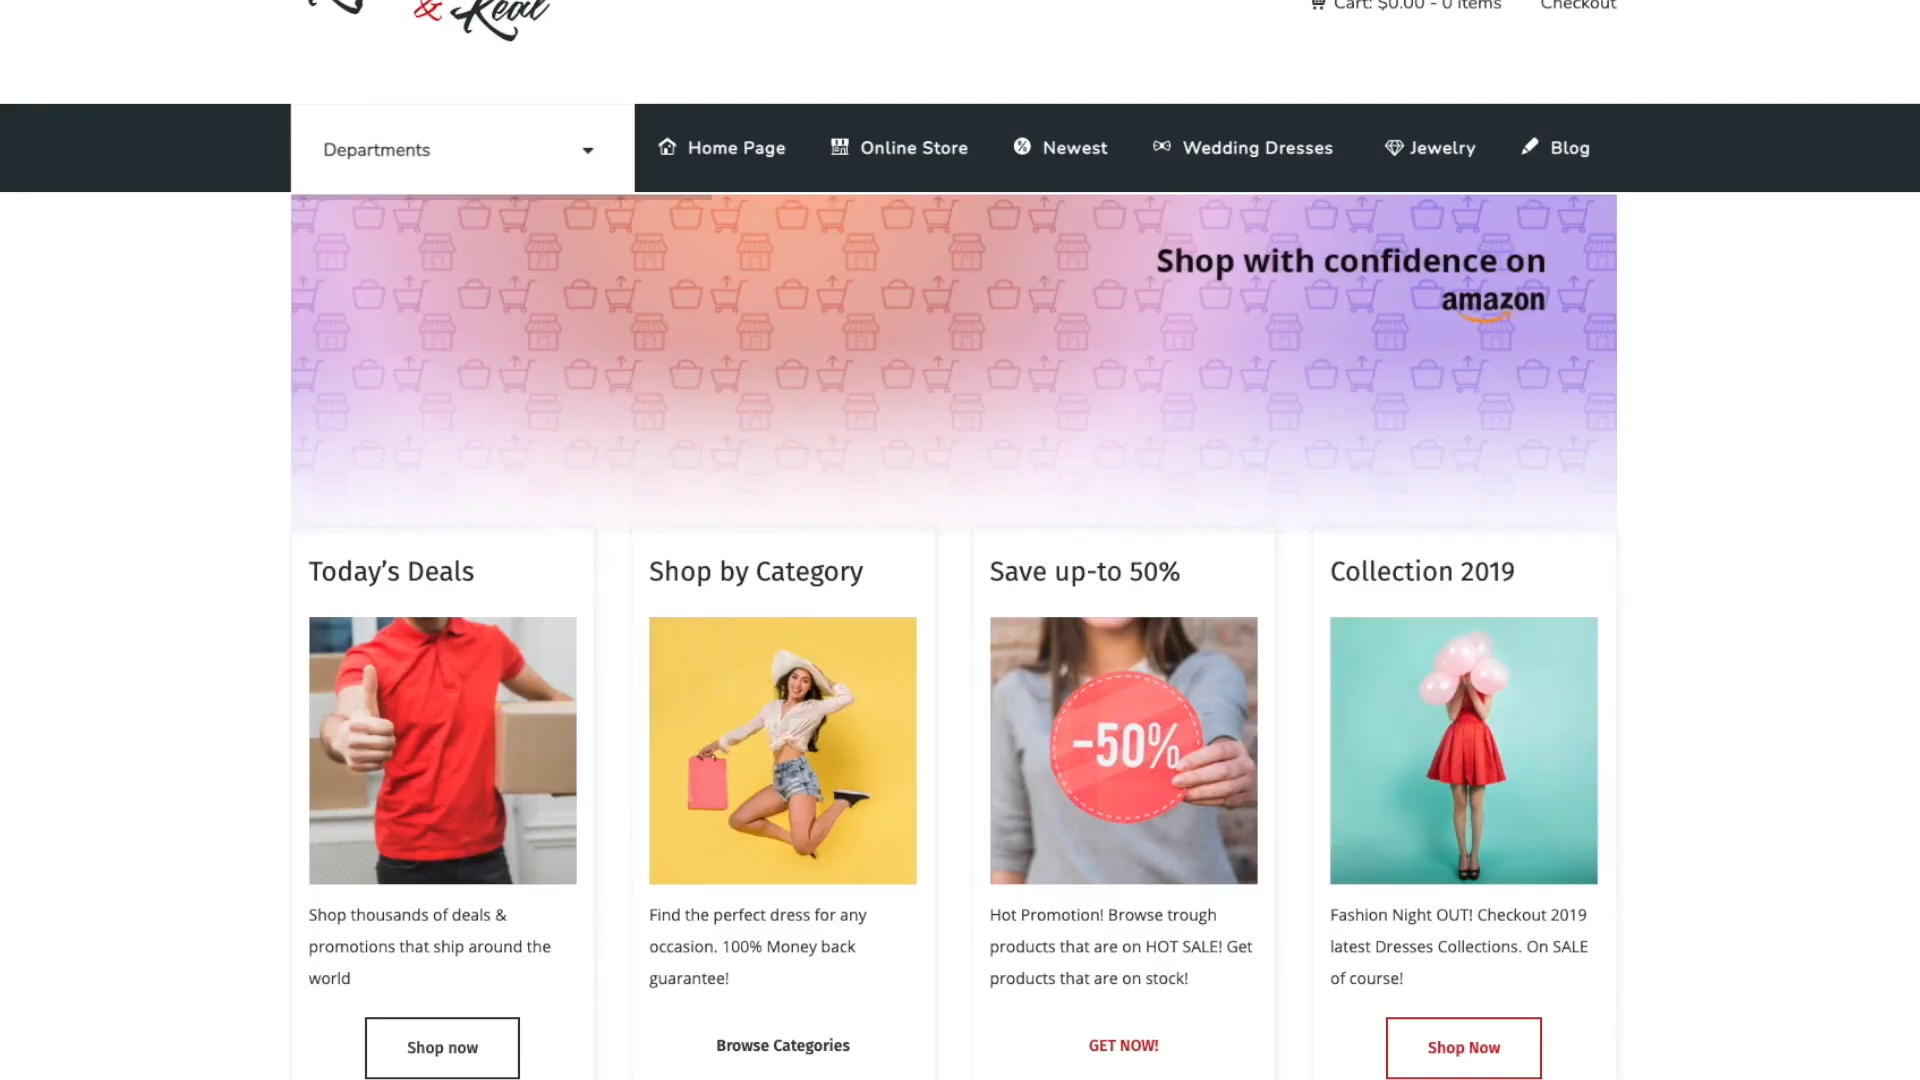 & Real
Cart: $0.00 - 0 items
Checkout
Departments
Home Page
Online Store
Newest
Wedding Dresses
Jewelry
Blog
Shop with confidence on
amazon
Today’s Deals
Shop by Category
Save up-to 50%
Collection 2019
-50%
Shop thousands of deals &
promotions that ship around the
world
Find the perfect dress for any
occasion. 100% Money back
guarantee!
Hot Promotion! Browse trough
products that are on HOT SALE! Get
products that are on stock!
Fashion Night OUT! Checkout 2019
latest Dresses Collections. On SALE
of course!
Shop now
Browse Categories
GET NOW!
Shop Now